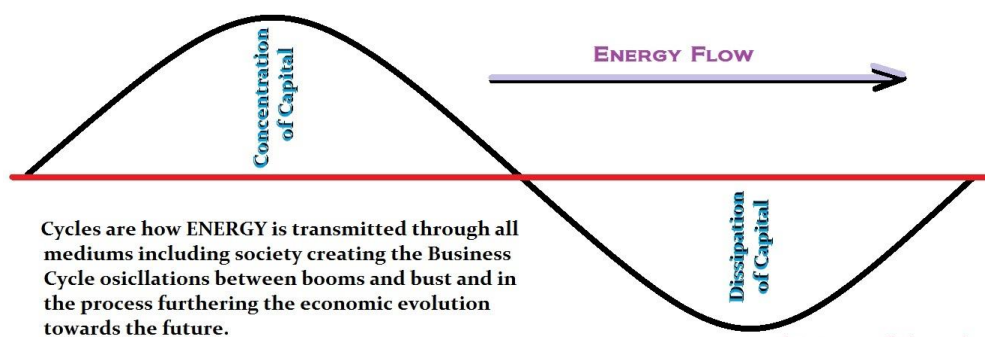 Concentration
of Capital
ENERGY FLOW
Dissipation
of Capital
Cycles are how ENERGY is transmitted through all
mediums including society creating the Business
Cycle osicllations between booms and bust and in
the process furthering the economic evolution
towards the future.